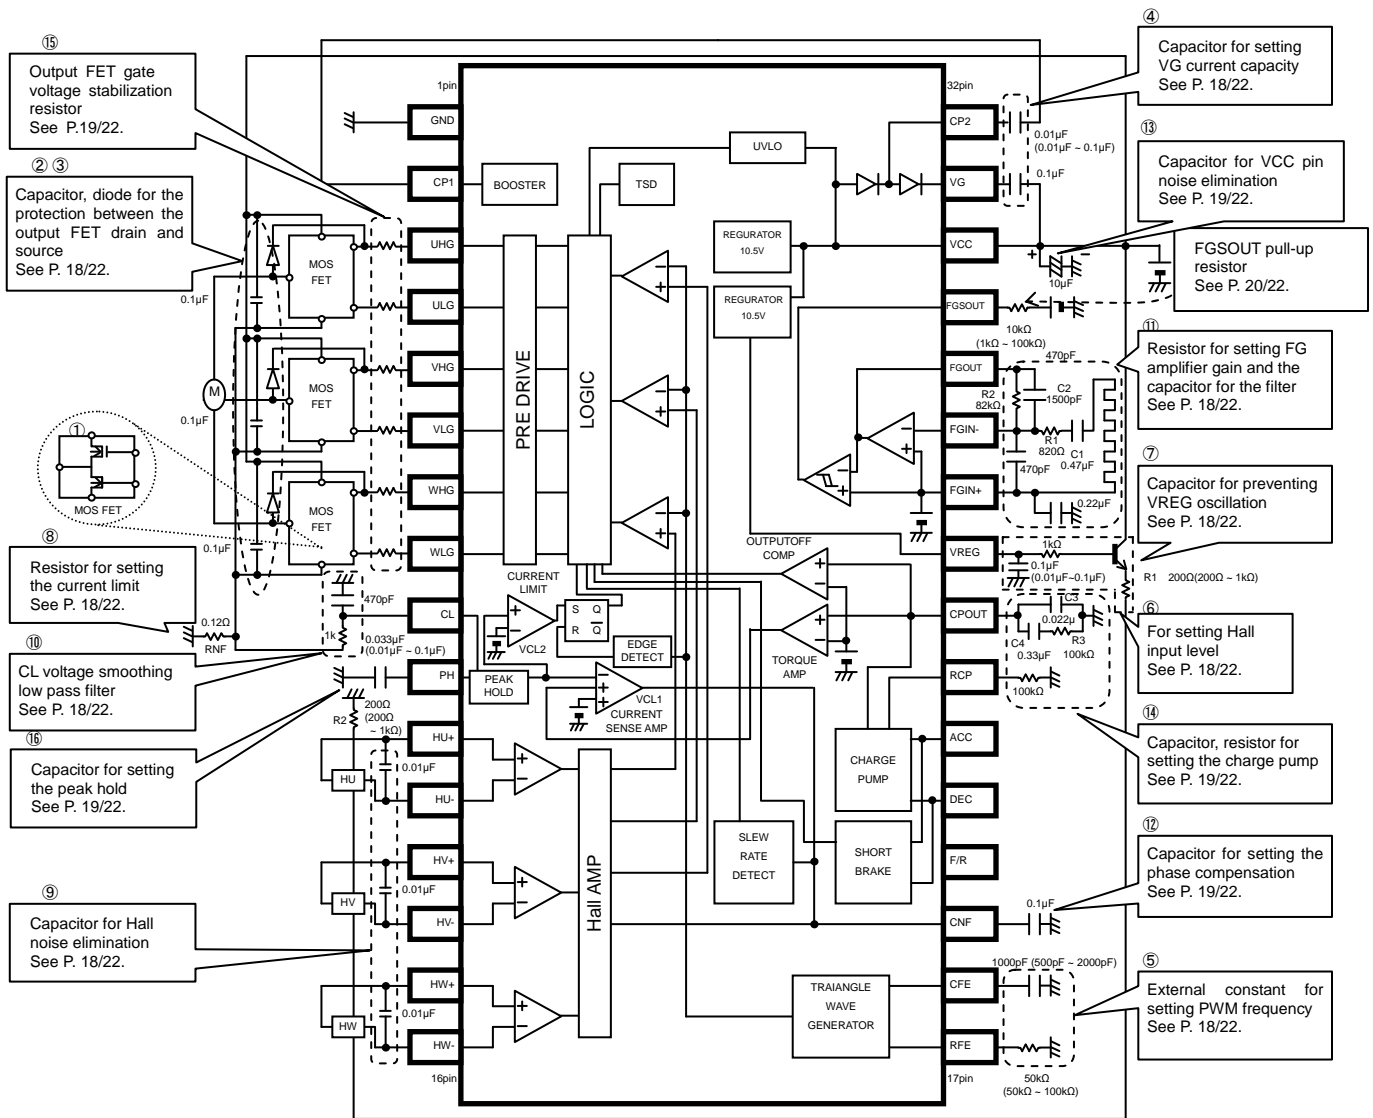 ⑮
Output FET gate
voltage stabilization
resistor
See P.19/22.
② ③
Capacitor, diode for the
protection between the
output FET drain and
source
See P. 18/22.
①
MOS FET
⑧
Resistor for setting
the current limit
See P. 18/22.
⑩
CL voltage smoothing
low pass filter
See P. 18/22.
⑯
Capacitor for setting
the peak hold
See P. 19/22.
⑨
Capacitor for Hall
noise elimination
See P. 18/22.
0.1μF
MOS
FET
M
0.1μF
MOS
FET
0.1μF
MOS
FET
0.12Ω
RNF
470pF
1k
0.033μF
(0.01μF ~ 0.1μF)
R2
200Ω
(200Ω
~ 1kΩ)
HU
0.01μF
HV
0.01μF
HW
0.01μF
1pin
GND
CP1
UHG
ULG
VHG
VLG
WHG
WLG
CL
PH
HU+
HU-
HV+
HV-
HW+
HW-
16pin
BOOSTER
UVLO
TSD
PRE DRIVE
LOGIC
REGURATOR
10.5V
REGURATOR
10.5V
CURRENT
LIMIT
VCL2
S Q
R Q
EDGE
DETECT
PEAK
HOLD
VCL1
CURRENT
SENSE AMP
OUTPUTOFF
COMP
TORQUE
AMP
Hall AMP
CHARGE
PUMP
SLEW
RATE
DETECT
SHORT
BRAKE
TRAIANGLE
WAVE
GENERATOR
32pin
CP2
VG
VCC
FGSOUT
FGOUT
FGIN-
FGIN+
VREG
CPOUT
RCP
ACC
DEC
F/R
CNF
CFE
RFE
17pin
0.01μF
(0.01μF ~ 0.1μF)
0.1μF
+
-
10μF
+
10kΩ
(1kΩ ~ 100kΩ)
470pF
C2
1500pF
R2
82kΩ
R1
820Ω
C1
0.47μF
470pF
0.22μF
1kΩ
0.1μF
(0.01μF~0.1μF)
R1 200Ω(200Ω ~ 1kΩ)
C3
0.022μ
C4
0.33μF
R3
100kΩ
100kΩ
0.1μF
1000pF (500pF ~ 2000pF)
50kΩ
(50kΩ ~ 100kΩ)
④
Capacitor for setting
VG current capacity
See P. 18/22.
⑬
Capacitor for VCC pin
noise elimination
See P. 19/22.
FGSOUT pull-up
resistor
See P. 20/22.
⑪
Resistor for setting FG
amplifier gain and the
capacitor for the filter
See P. 18/22.
⑦
Capacitor for preventing
VREG oscillation
See P. 18/22.
⑥
For setting Hall
input level
See P. 18/22.
⑭
Capacitor, resistor for
setting the charge pump
See P. 19/22.
⑫
Capacitor for setting the
phase compensation
See P. 19/22.
⑤
External constant for
setting PWM frequency
See P. 18/22.